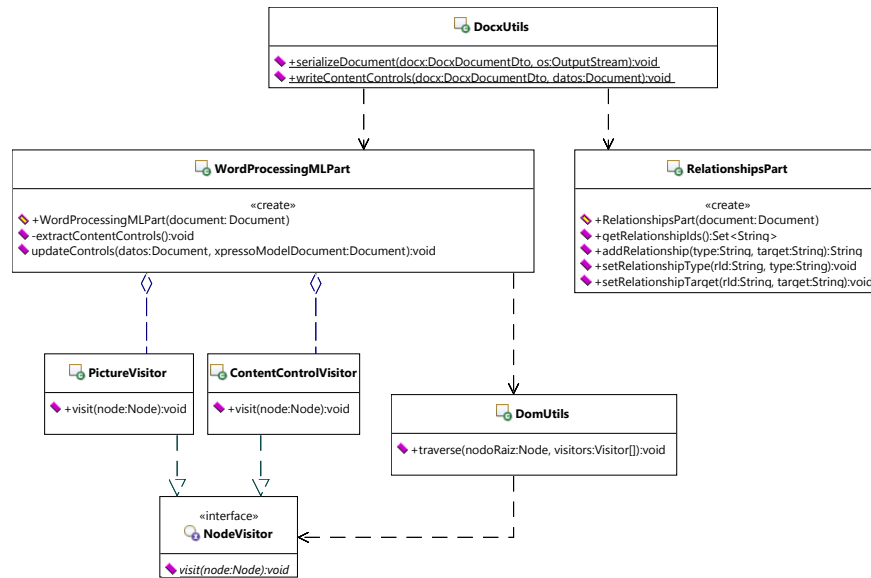 DocxUtils
+serializeDocument(docx:DocxDocumentDto, os:OutputStream):void
+writeContentControls(docx:DocxDocumentDto, datos:Document):void
WordProcessingMLPart
«create»
+WordProcessingMLPart(document:Document)
-extractContentControls():void
updateControls(datos:Document, xpressoModelDocument:Document):void
RelationshipsPart
«create»
+RelationshipsPart(document:Document)
+getRelationshipIds():Set<String>
+addRelationship(type:String, target:String):String
+setRelationshipType(rId:String, type:String):void
+setRelationshipTarget(rId:String, target:String):void
PictureVisitor
+visit(node:Node):void
ContentControlVisitor
+visit(node:Node):void
DomUtils
+traverse(nodoRaiz:Node, visitors:Visitor[]):void
«interface»
NodeVisitor
visit(node:Node):void